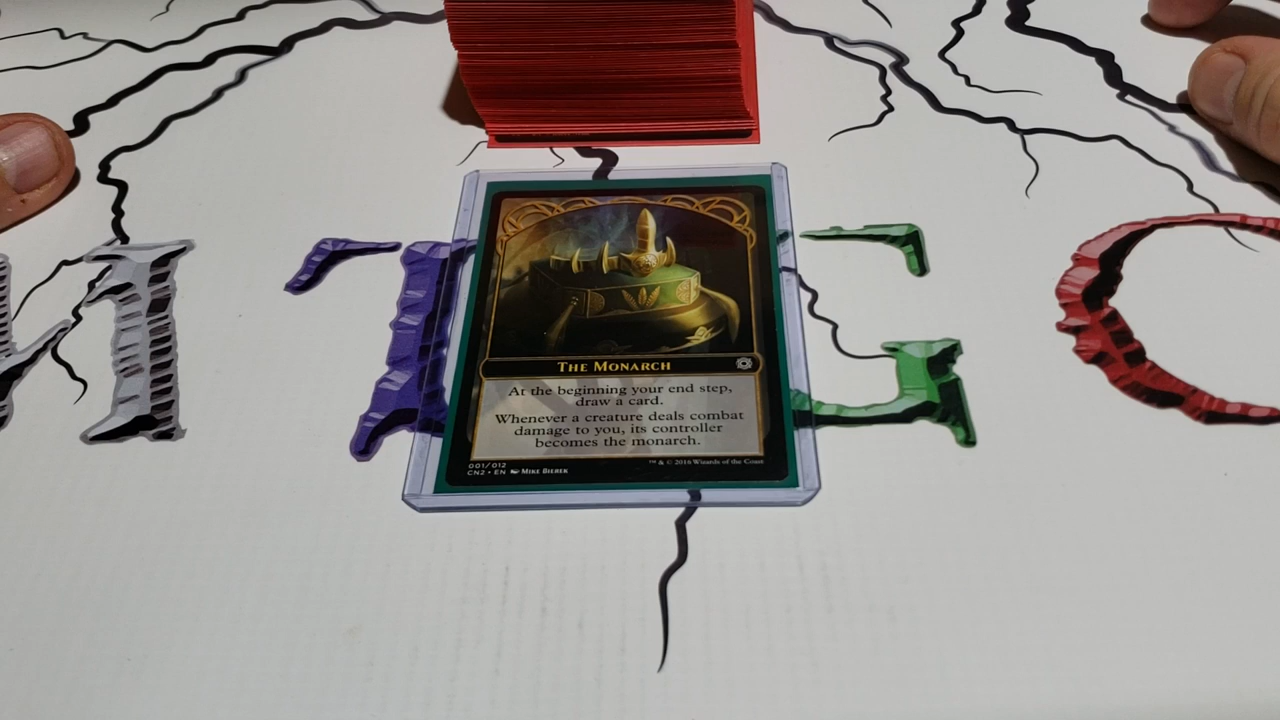 M T G C
THE MONARCH
At the beginning your end step,
draw a card.
Whenever a creature deals combat
damage to you, its controller
becomes the monarch.
001/012
CN2 • EN MIKE BIEREK
™ & © 2016 Wizards of the Coast